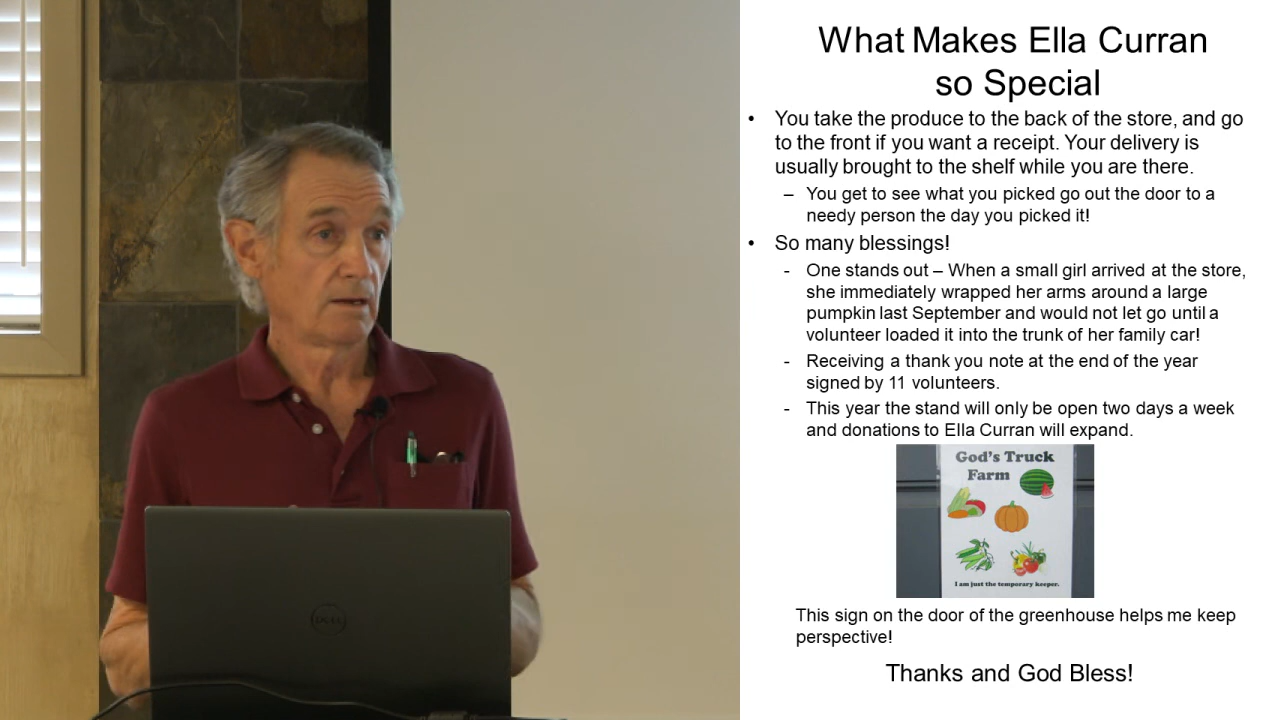 What Makes Ella Curran
so Special
• You take the produce to the back of the store, and go
to the front if you want a receipt. Your delivery is
usually brought to the shelf while you are there.
– You get to see what you picked go out the door to a
needy person the day you picked it!
• So many blessings!
- One stands out – When a small girl arrived at the store,
she immediately wrapped her arms around a large
pumpkin last September and would not let go until a
volunteer loaded it into the trunk of her family car!
- Receiving a thank you note at the end of the year
signed by 11 volunteers.
- This year the stand will only be open two days a week
and donations to Ella Curran will expand.
God's Truck
Farm
I am just the temporary keeper.
This sign on the door of the greenhouse helps me keep
perspective!
Thanks and God Bless!
DELL